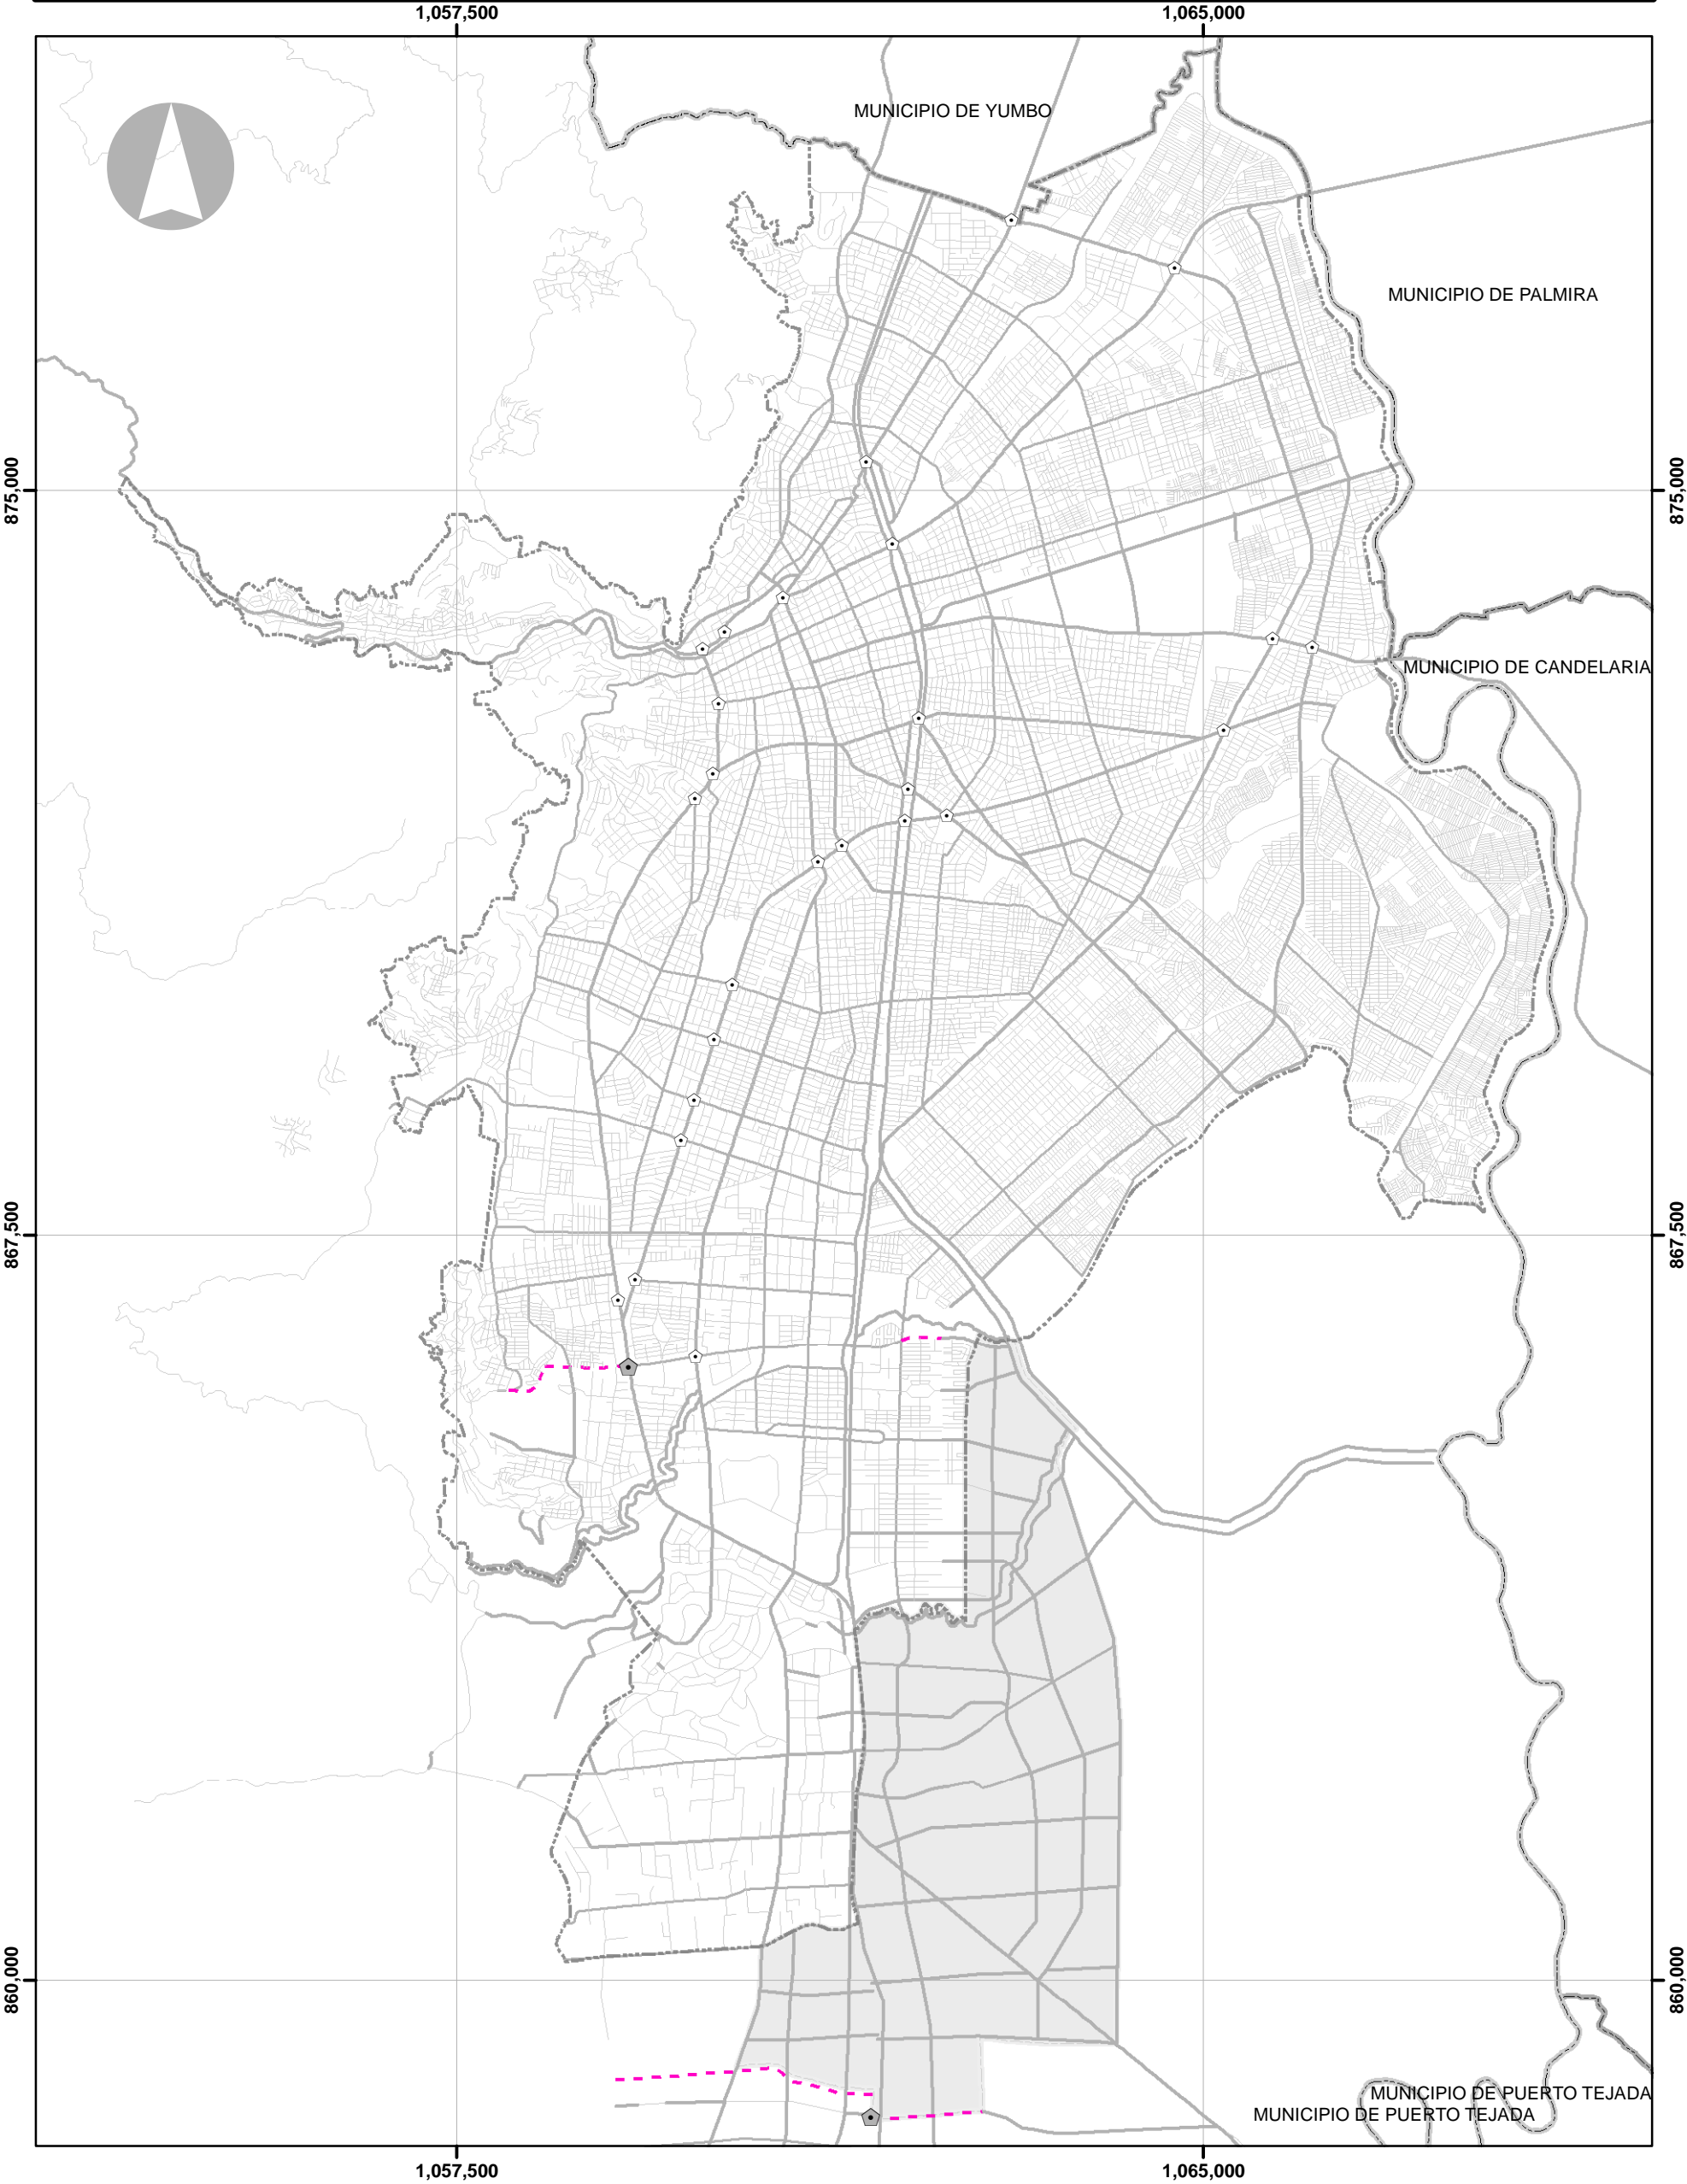 1,057,500
1,065,000
MUNICIPIO DE YUMBO
MUNICIPIO DE PALMIRA
875,000
875,000
MUNICIPIO DE CANDELARIA
867,500
867,500
860,000
860,000
MUNICIPIO DE PUERTO TEJADA
MUNICIPIO DE PUERTO TEJADA
1,057,500
1,065,000